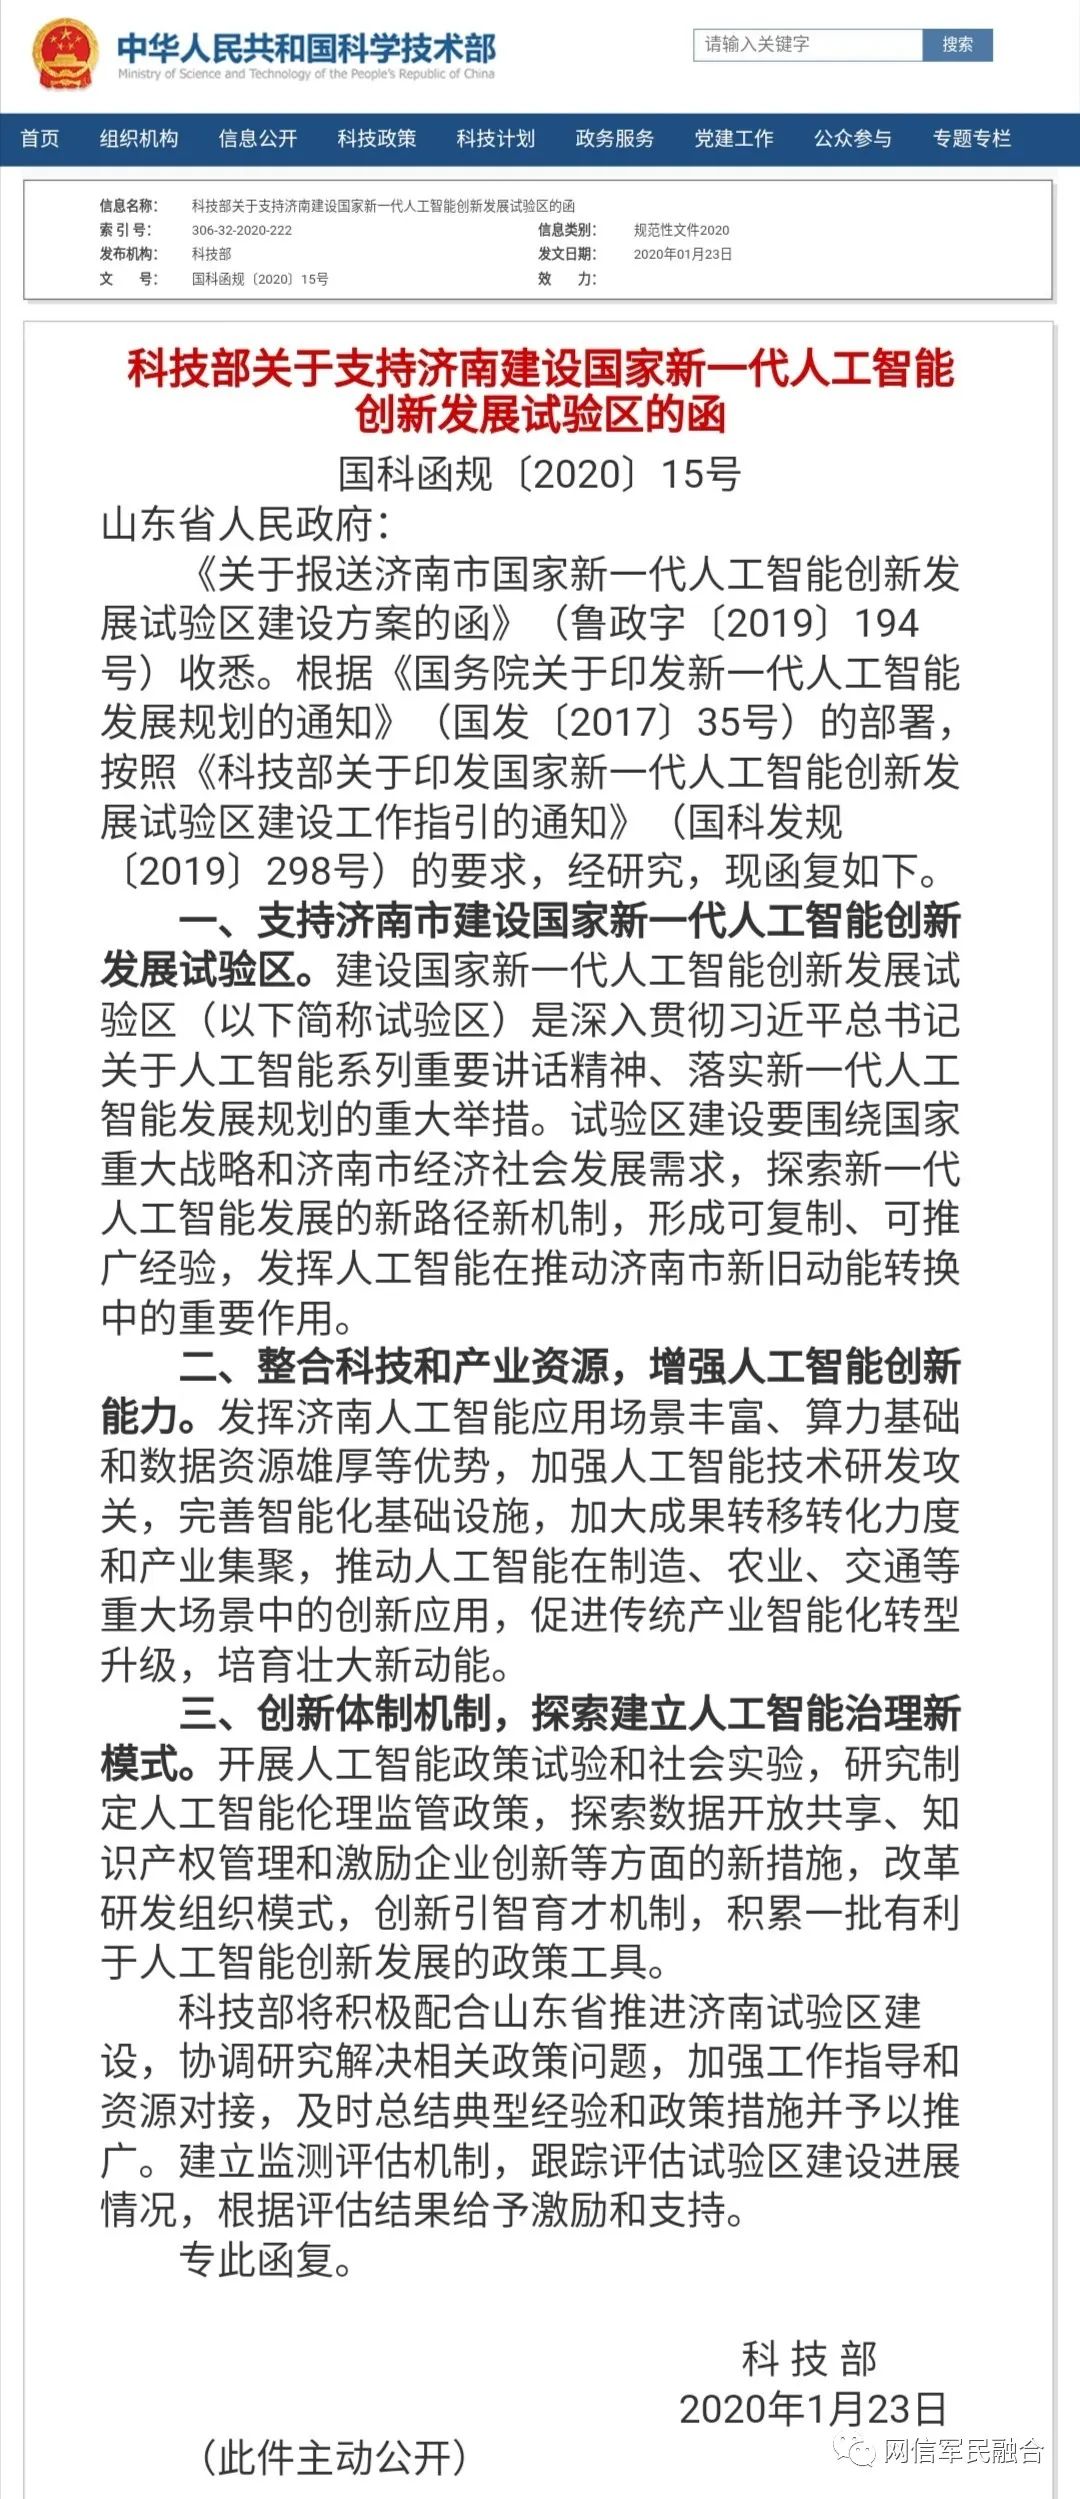 中华人民共和国科学技术部
Ministry of Science and Technology of the People's Republic of China
请输入关键字 搜索
首页 组织机构 信息公开 科技政策 科技计划 政务服务 党建工作 公众参与 专题专栏
信息名称： 科技部关于支持济南建设国家新一代人工智能创新发展试验区的函
索 引 号： 306-32-2020-222 信息类别： 规范性文件2020
发布机构： 科技部 发文日期： 2020年01月23日
文 号： 国科函规〔2020〕15号 效 力：
科技部关于支持济南建设国家新一代人工智能
创新发展试验区的函
国科函规〔2020〕15号
山东省人民政府：
《关于报送济南市国家新一代人工智能创新发
展试验区建设方案的函》（鲁政字〔2019〕194
号）收悉。根据《国务院关于印发新一代人工智能
发展规划的通知》（国发〔2017〕35号）的部署，
按照《科技部关于印发国家新一代人工智能创新发
展试验区建设工作指引的通知》（国科发规
〔2019〕298号）的要求，经研究，现函复如下。
一、支持济南市建设国家新一代人工智能创新
发展试验区。建设国家新一代人工智能创新发展试
验区（以下简称试验区）是深入贯彻习近平总书记
关于人工智能系列重要讲话精神、落实新一代人工
智能发展规划的重大举措。试验区建设要围绕国家
重大战略和济南市经济社会发展需求，探索新一代
人工智能发展的新路径新机制，形成可复制、可推
广经验，发挥人工智能在推动济南市新旧动能转换
中的重要作用。
二、整合科技和产业资源，增强人工智能创新
能力。发挥济南人工智能应用场景丰富、算力基础
和数据资源雄厚等优势，加强人工智能技术研发攻
关，完善智能化基础设施，加大成果转移转化力度
和产业集聚，推动人工智能在制造、农业、交通等
重大场景中的创新应用，促进传统产业智能化转型
升级，培育壮大新动能。
三、创新体制机制，探索建立人工智能治理新
模式。开展人工智能政策试验和社会实验，研究制
定人工智能伦理监管政策，探索数据开放共享、知
识产权管理和激励企业创新等方面的新措施，改革
研发组织模式，创新引智育才机制，积累一批有利
于人工智能创新发展的政策工具。
科技部将积极配合山东省推进济南试验区建
设，协调研究解决相关政策问题，加强工作指导和
资源对接，及时总结典型经验和政策措施并予以推
广。建立监测评估机制，跟踪评估试验区建设进展
情况，根据评估结果给予激励和支持。
专此函复。
科 技 部
2020年1月23日
（此件主动公开）
网信军民融合